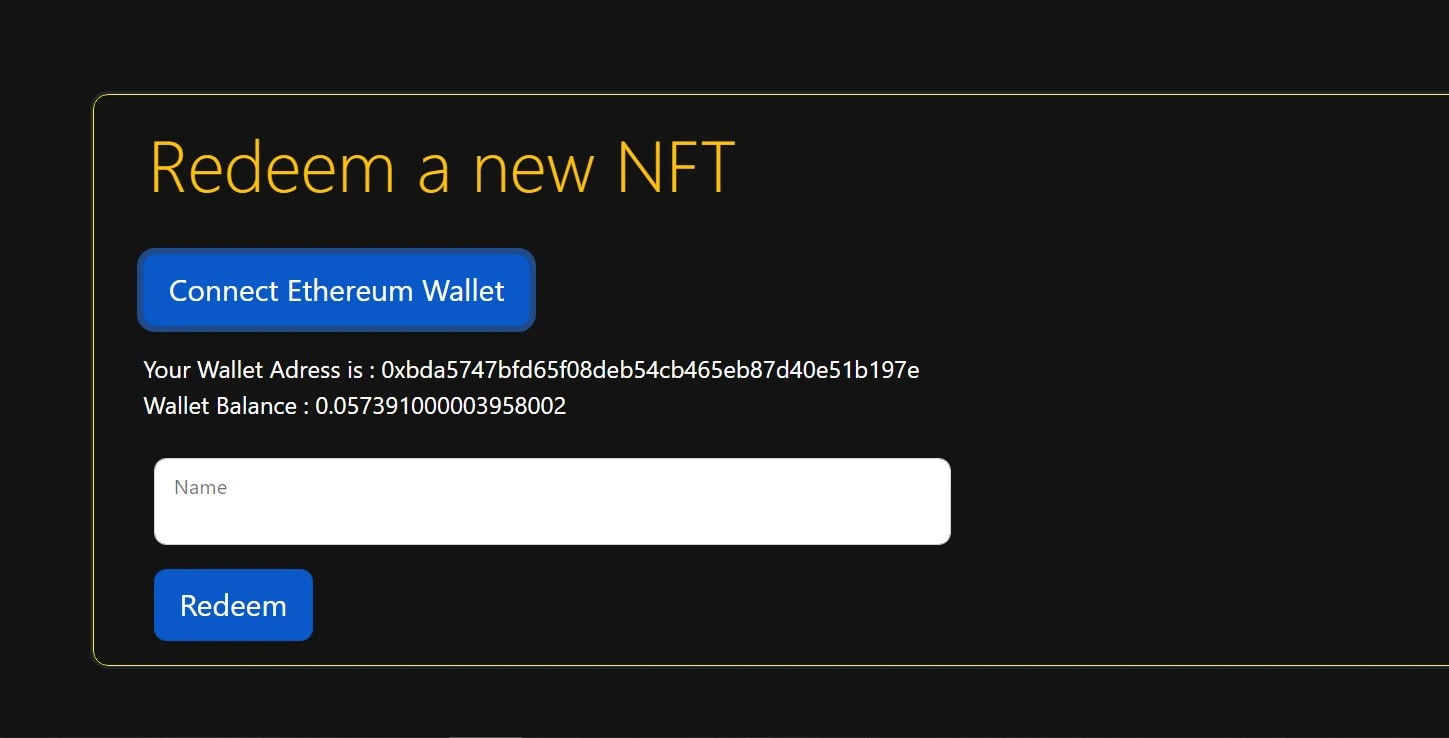 Redeem a new NFT
Connect Ethereum Wallet
Your Wallet Adress is : 0xbda5747bfd65f08deb54cb465eb87d40e51b197e
Wallet Balance : 0.057391000003958002
Name
Redeem